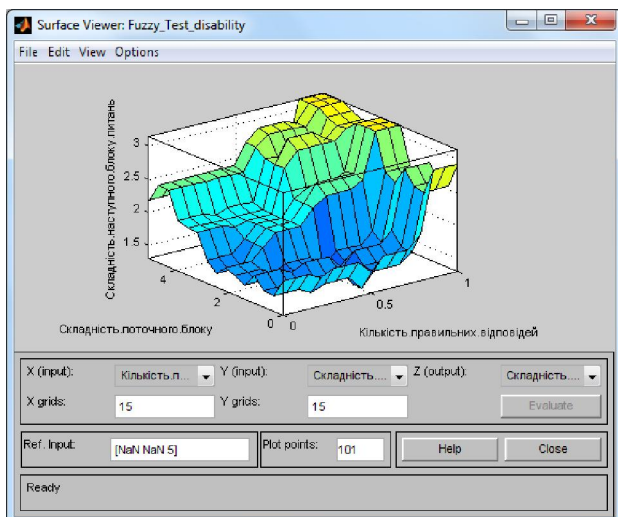 Surface Viewer: Fuzzy_Test_disability
File Edit View Options
Складність.наступного.блоку.питань
3
2.5
2
1.5
4
2
0
0
0.5
1
Складність.поточного.блоку
Кількість.правильних.відповідей
X (input): Кількість.п... Y (input): Складність.... Z (output): Складність....
X grids: 15 Y grids: 15 Evaluate
Ref. Input: [NaN NaN 5] Plot points: 101 Help Close
Ready